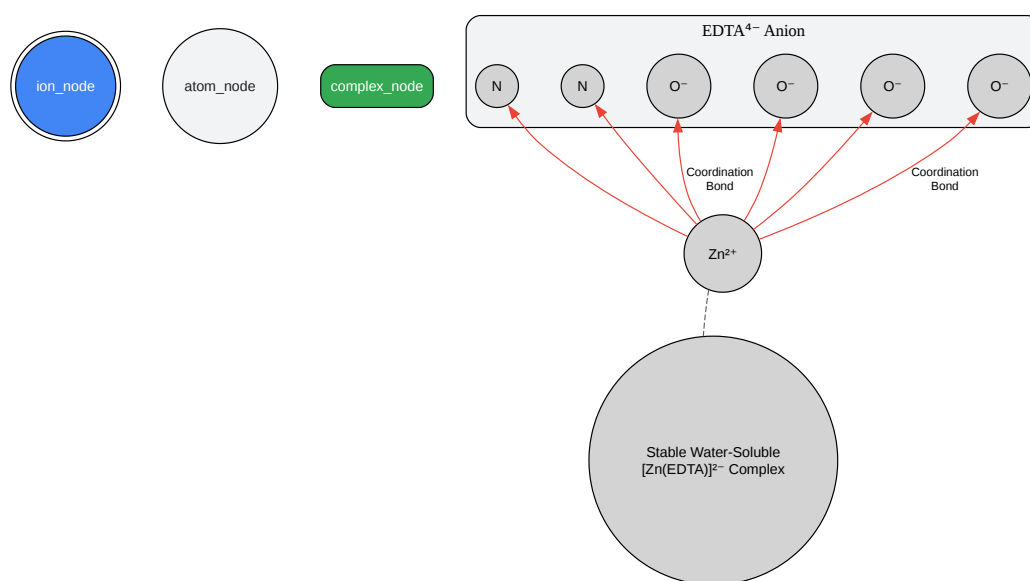 ion_node
atom_node
complex_node
EDTA⁴⁻ Anion
N
N
O⁻
O⁻
O⁻
O⁻
Coordination
Bond
Coordination
Bond
Zn²⁺
Stable Water-Soluble
[Zn(EDTA)]²⁻ Complex